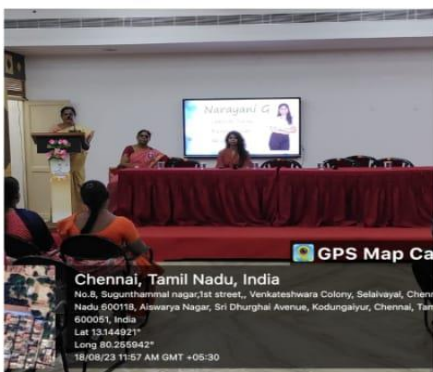 Narayani G
GPS Map Ca
Chennai, Tamil Nadu, India
No.8, Sugunthammal nagar,1st street,, Venkateshwara Colony, Selaivayal, Chenn
Nadu 600118, Aiswarya Nagar, Sri Dhurghai Avenue, Kodungaiyur, Chennai, Tam
600051, India
Lat 13.144921°
Long 80.255942°
18/08/23 11:57 AM GMT +05:30